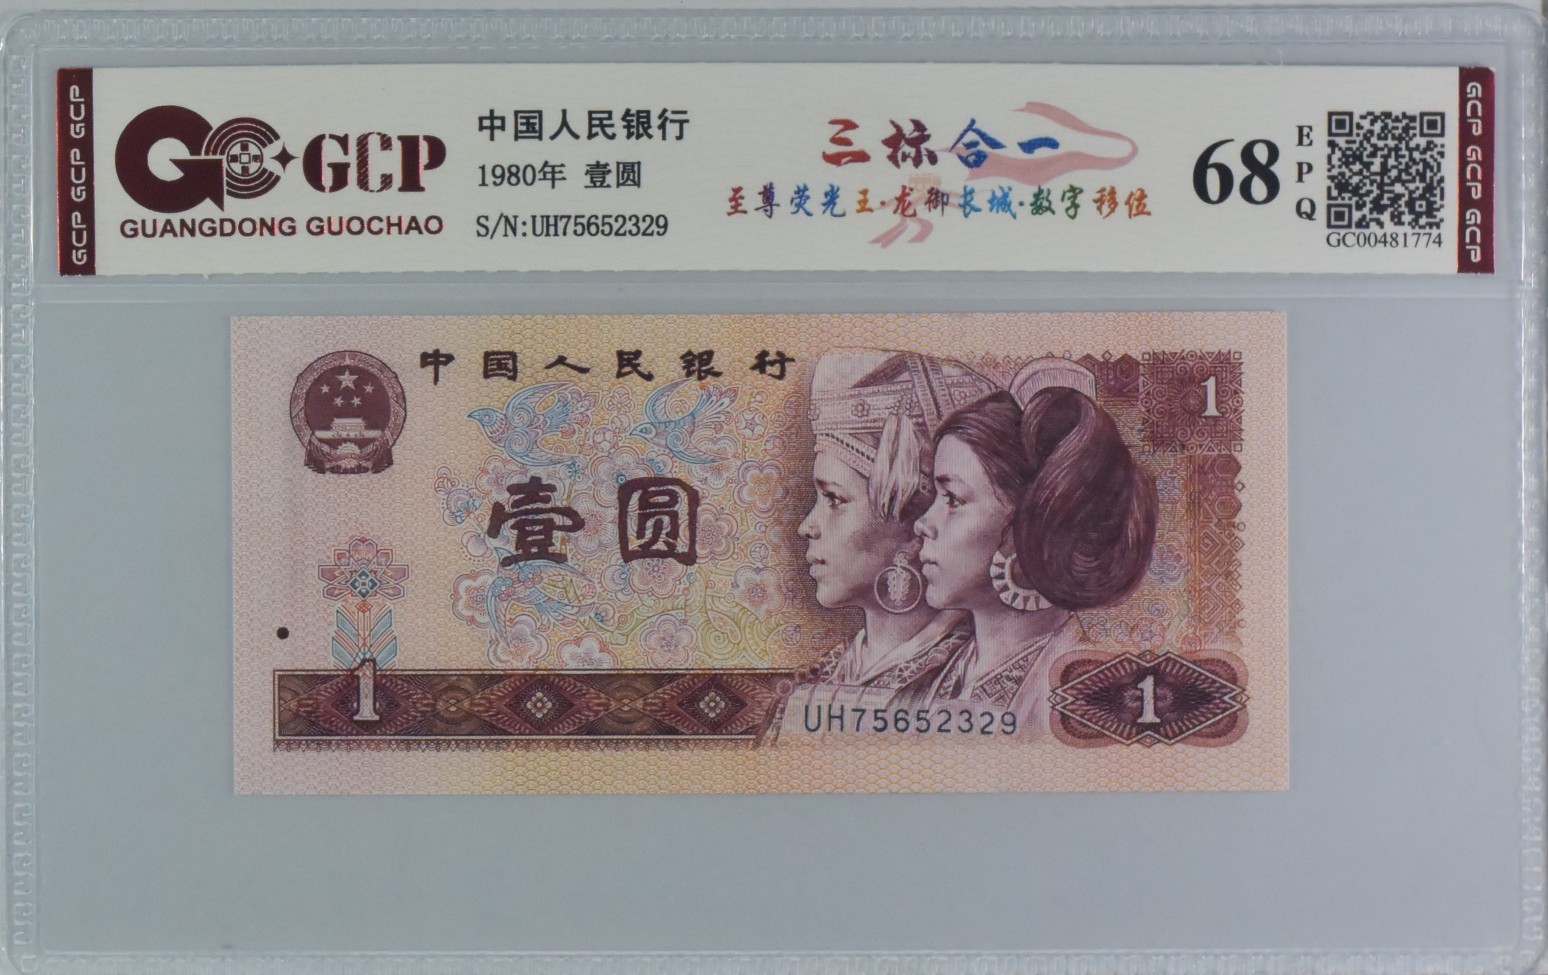 GCP GCP GCP
GCP
GUANGDONG GUOCHAO
中国人民银行
1980年 壹圆
S/N:UH75652329
三标合一
至尊荧光王·龙御长城·数字移位
68
EPQ
GC00481774
GCP GCP GCP
中国人民银行
1
壹圆
1
UH75652329
1